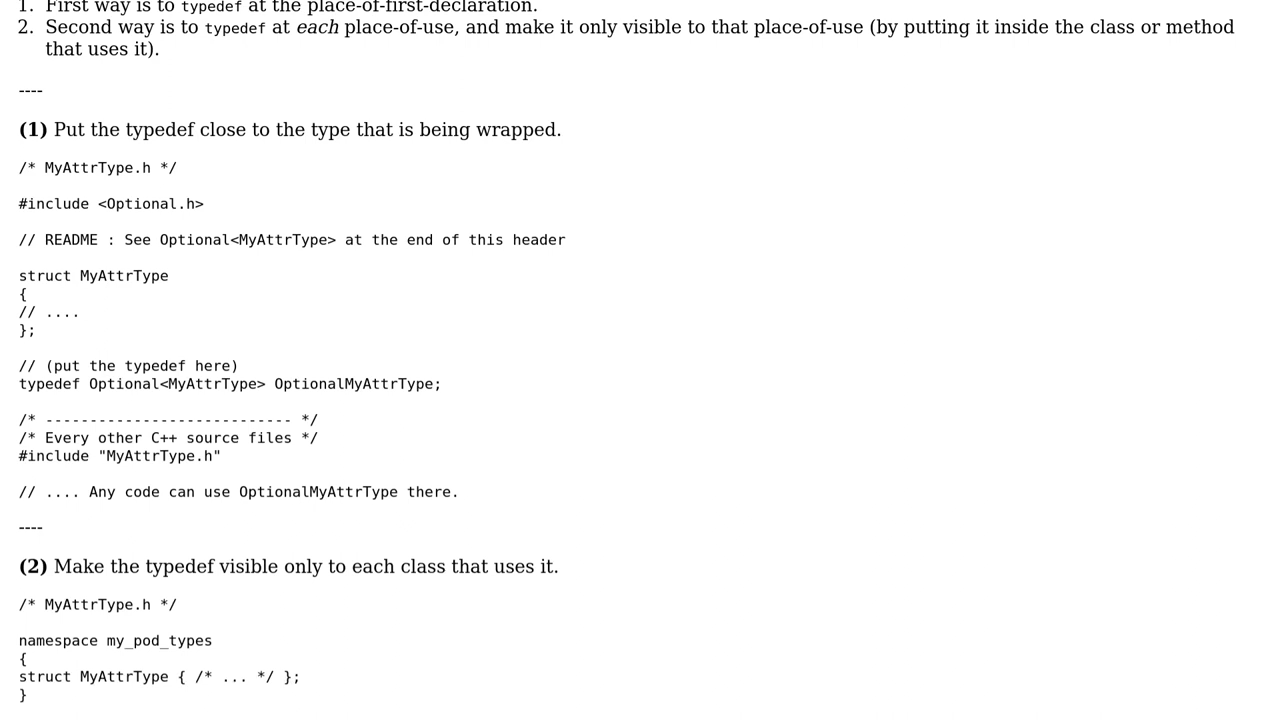 1. First way is to typedef at the place-of-first-declaration.
2. Second way is to typedef at each place-of-use, and make it only visible to that place-of-use (by putting it inside the class or method
that uses it).
----
(1) Put the typedef close to the type that is being wrapped.
/* MyAttrType.h */
#include <Optional.h>
// README : See Optional<MyAttrType> at the end of this header
struct MyAttrType
{
// ....
};
// (put the typedef here)
typedef Optional<MyAttrType> OptionalMyAttrType;
/* ---------------------------- */
/* Every other C++ source files */
#include "MyAttrType.h"
// .... Any code can use OptionalMyAttrType there.
----
(2) Make the typedef visible only to each class that uses it.
/* MyAttrType.h */
namespace my_pod_types
{
struct MyAttrType { /* ... */ };
}